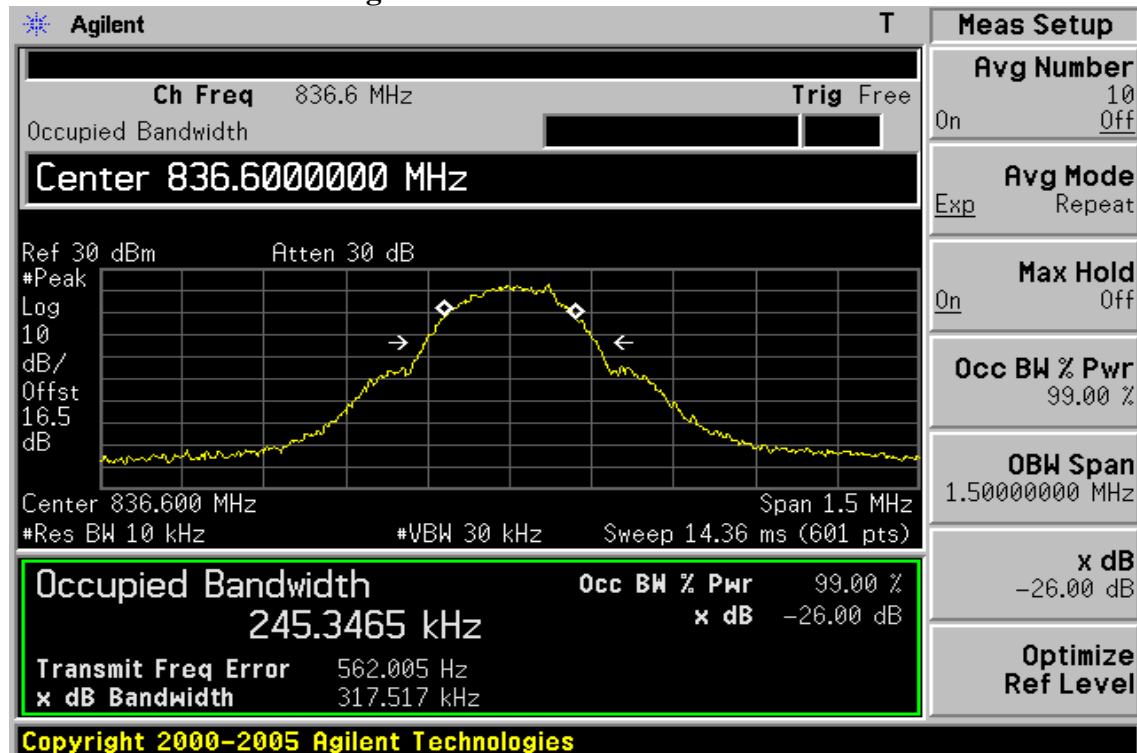 Agilent T Meas Setup
Ch Freq 836.6 MHz Trig Free
Occupied Bandwidth
Center 836.6000000 MHz
Ref 30 dBm Atten 30 dB
#Peak
Log
10
dB/
Offst
16.5
dB
Center 836.600 MHz Span 1.5 MHz
#Res BW 10 kHz #VBW 30 kHz Sweep 14.36 ms (601 pts)
Occupied Bandwidth Occ BW % Pwr 99.00 %
245.3465 kHz x dB -26.00 dB
Transmit Freq Error 562.005 Hz
x dB Bandwidth 317.517 kHz
Avg Number
10
On Off
Avg Mode
Exp Repeat
Max Hold
On Off
Occ BW % Pwr
99.00 %
OBW Span
1.50000000 MHz
x dB
-26.00 dB
Optimize
Ref Level
Copyright 2000-2005 Agilent Technologies